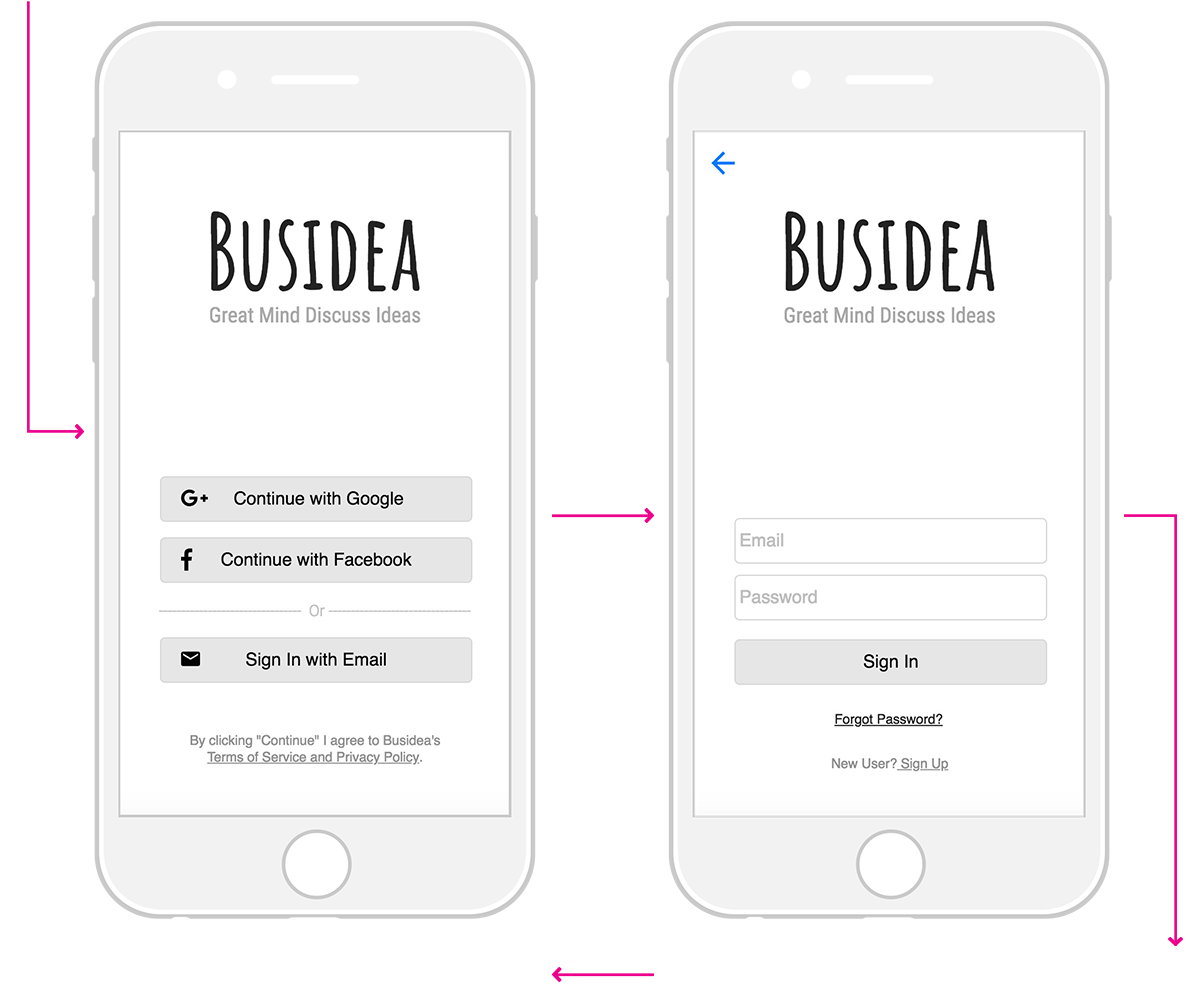 BUSIDEA
Great Mind Discuss Ideas
G+ Continue with Google
f Continue with Facebook
Or
Sign In with Email
By clicking "Continue" I agree to Busidea's
Terms of Service and Privacy Policy.
BUSIDEA
Great Mind Discuss Ideas
Email
Password
Sign In
Forgot Password?
New User? Sign Up